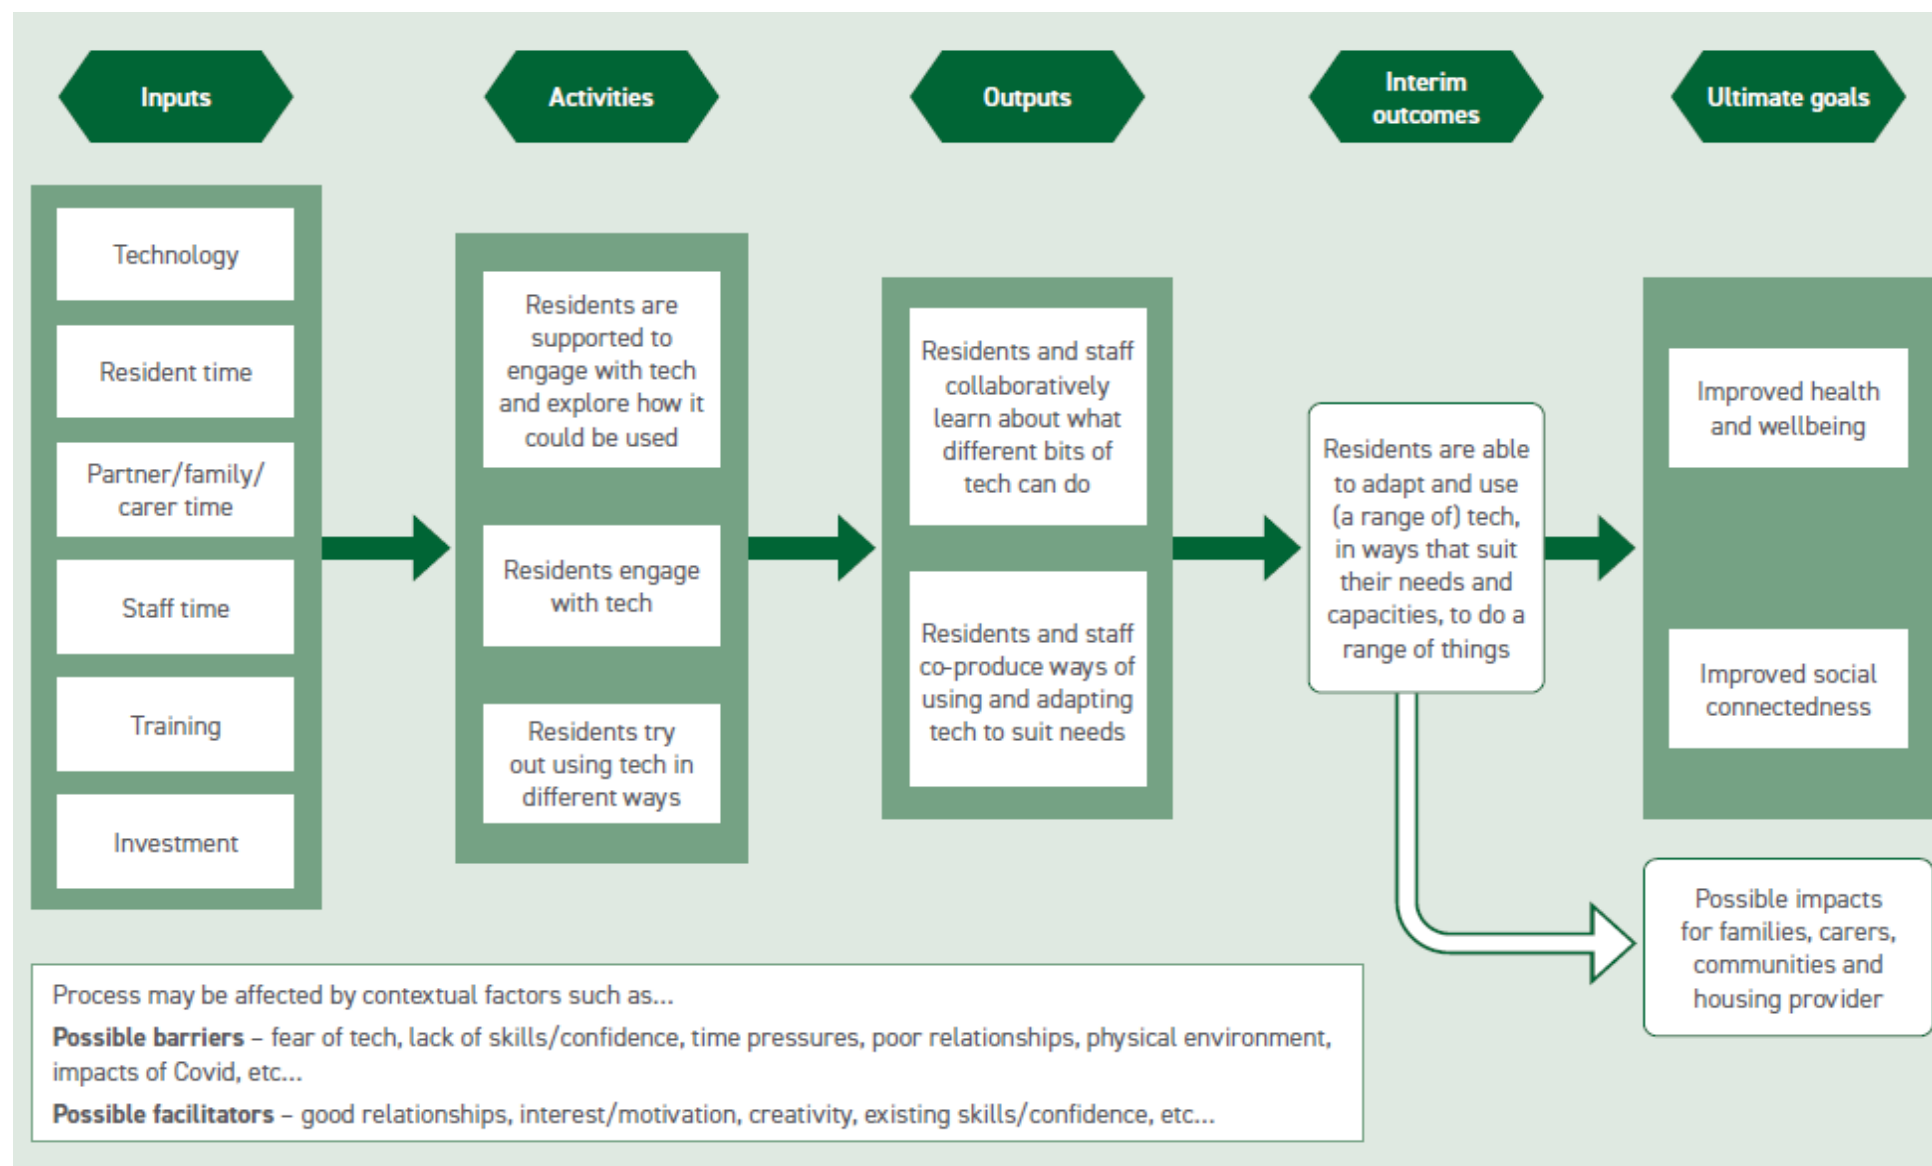 Inputs
Activities
Outputs
Interim
outcomes
Ultimate goals
Technology
Resident time
Partner/family/
carer time
Staff time
Training
Investment
Residents are
supported to
engage with tech
and explore how it
could be used
Residents engage
with tech
Residents try
out using tech in
different ways
Residents and staff
collaboratively
learn about what
different bits of
tech can do
Residents and staff
co-produce ways of
using and adapting
tech to suit needs
Residents are able
to adapt and use
(a range of) tech,
in ways that suit
their needs and
capacities, to do a
range of things
Improved health
and wellbeing
Improved social
connectedness
Possible impacts
for families, carers,
communities and
housing provider
Process may be affected by contextual factors such as...
Possible barriers – fear of tech, lack of skills/confidence, time pressures, poor relationships, physical environment,
impacts of Covid, etc...
Possible facilitators – good relationships, interest/motivation, creativity, existing skills/confidence, etc...